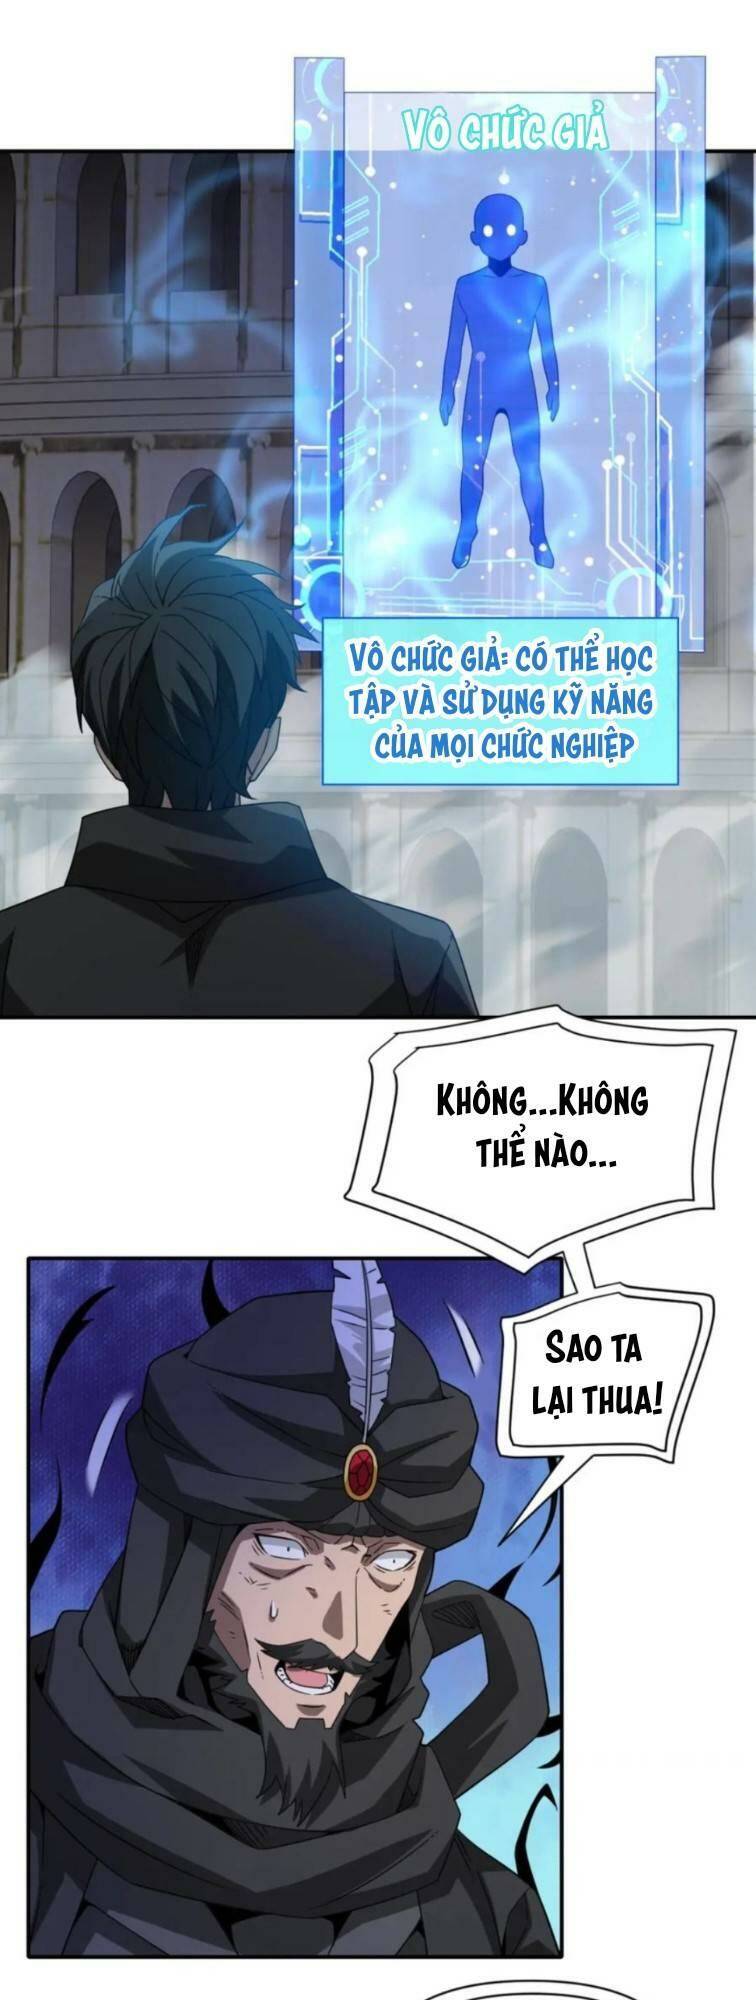 VÔ CHỨC GIẢ
VÔ CHỨC GIẢ: CÓ THỂ HỌC
TẬP VÀ SỬ DỤNG KỸ NĂNG
CỦA MỌI CHỨC NGHIỆP
KHÔNG...KHÔNG
THỂ NÀO...
SAO TA
LẠI THUA!